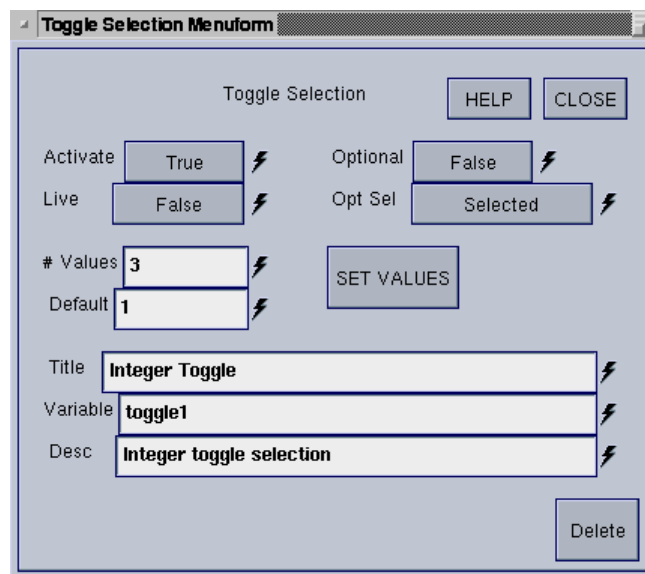 Toggle Selection Menuform
Toggle Selection HELP CLOSE
Activate True Optional False
Live False Opt Sel Selected
# Values 3 SET VALUES
Default 1
Title Integer Toggle
Variable toggle1
Desc Integer toggle selection
Delete